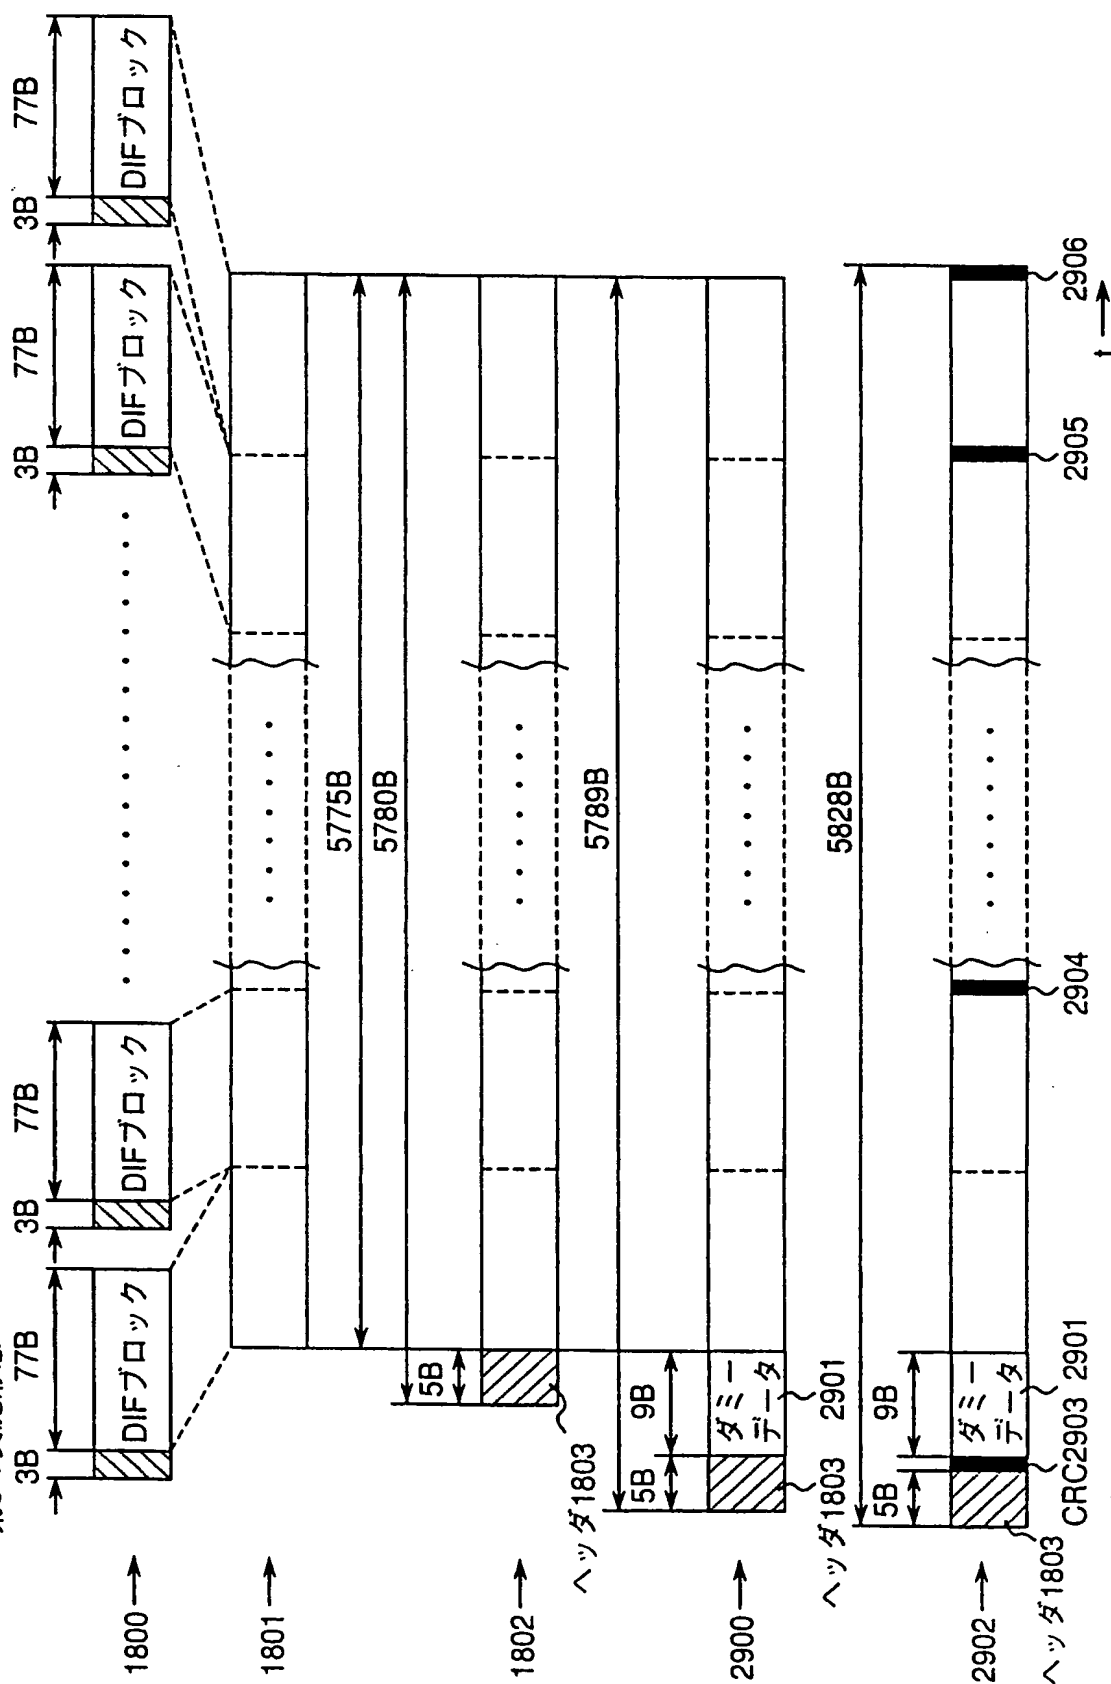 3B 77B 3B 77B 3B 77B 3B 77B
1800 DIFブロック DIFブロック DIFブロック DIFブロック
1801
5775B
5780B
5B
1802
ヘッダ1803
5789B
5B 9B
2900 ダミー
データ
ヘッダ1803 2901
5828B
5B 9B
2902 ダミー
データ
ヘッダ1803 CRC2903 2901 2904 2905 2906
t